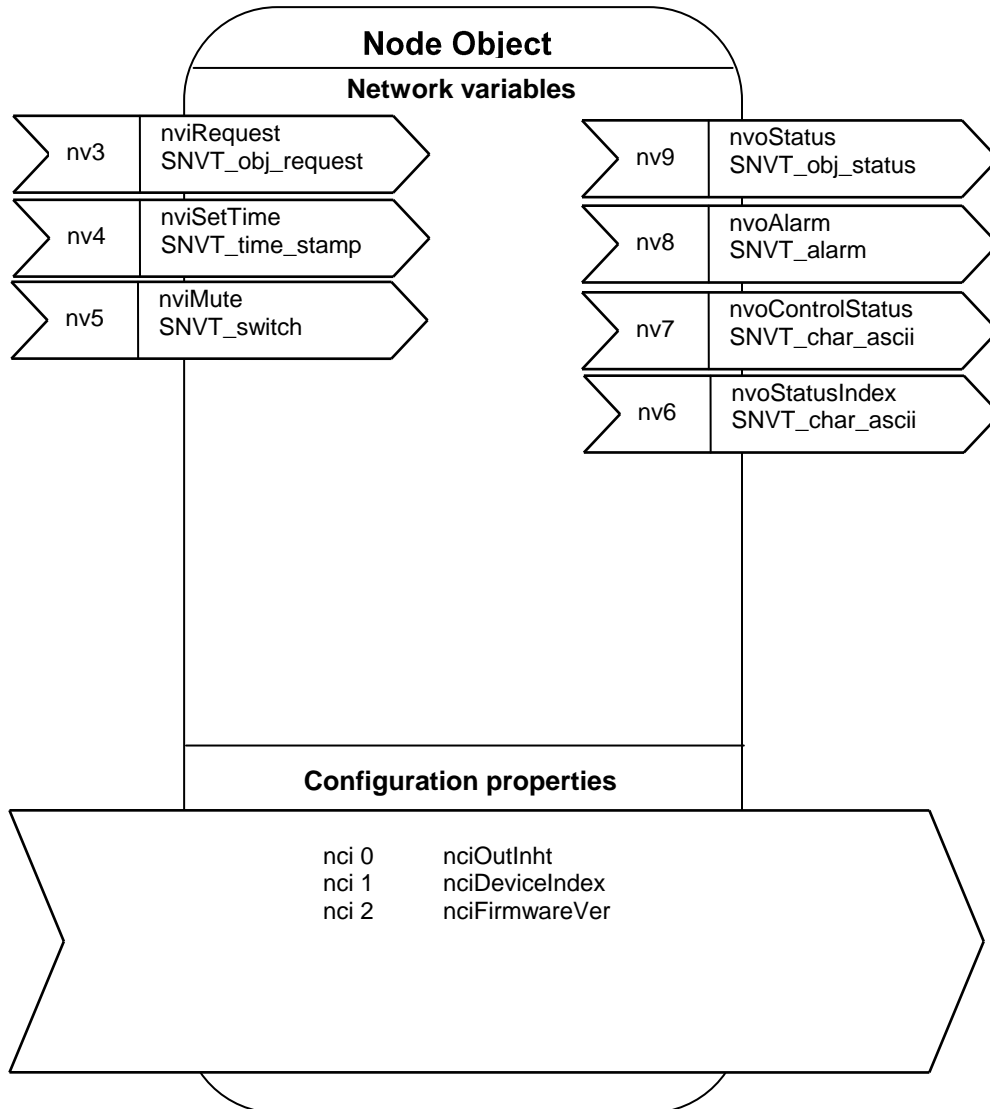 Node Object
Network variables
nv3
nviRequest
SNVT_obj_request
nv4
nviSetTime
SNVT_time_stamp
nv5
nviMute
SNVT_switch
nv9
nvoStatus
SNVT_obj_status
nv8
nvoAlarm
SNVT_alarm
nv7
nvoControlStatus
SNVT_char_ascii
nv6
nvoStatusIndex
SNVT_char_ascii
Configuration properties
nci 0 nciOutInht
nci 1 nciDeviceIndex
nci 2 nciFirmwareVer